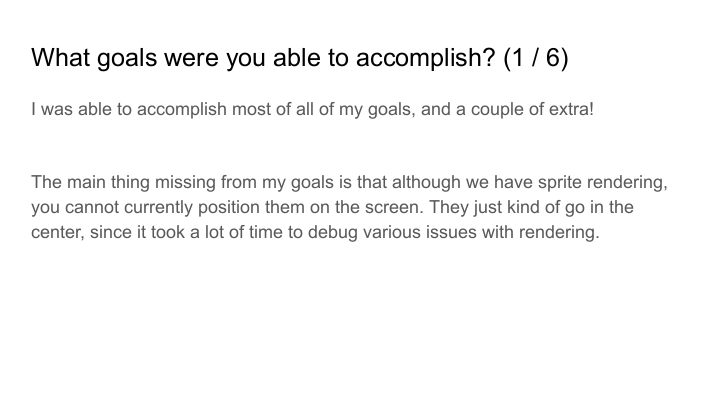 What goals were you able to accomplish? (1 / 6)
I was able to accomplish most of all of my goals, and a couple of extra!
The main thing missing from my goals is that although we have sprite rendering,
you cannot currently position them on the screen. They just kind of go in the
center, since it took a lot of time to debug various issues with rendering.